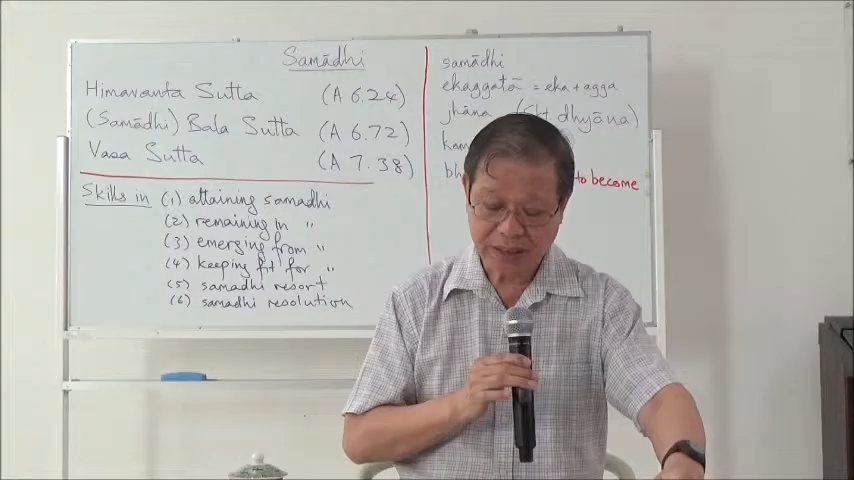 Samādhi
Himavanta Sutta (A 6.24)
(Samādhi) Bala Sutta (A 6.72)
Vasa Sutta (A 7.38)
Skills in (1) attaining samadhi
(2) remaining in "
(3) emerging from "
(4) keeping fit for "
(5) samadhi resort
(6) samadhi resolution
samādhi
ekaggatā = eka + agga
jhāna (Skt dhyāna)
to become